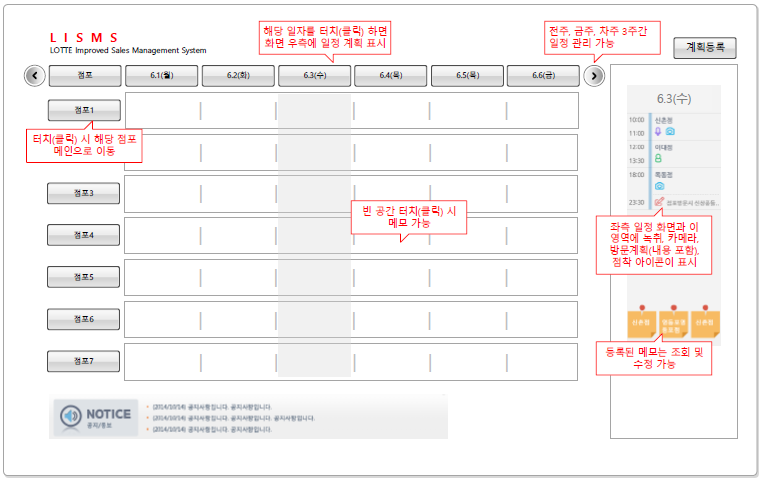 LISMS
LOTTE Improved Sales Management System
해당 일자를 터치(클릭) 하면
화면 우측에 일정 계획 표시
전주, 금주, 차주 3주간
일정 관리 가능
계획등록
점포
6.1(월)
6.2(화)
6.3(수)
6.4(목)
6.5(목)
6.6(금)
점포1
터치(클릭) 시 해당 점포
메인으로 이동
점포3
점포4
점포5
점포6
점포7
빈 공간 터치(클릭) 시
메모 가능
6.3(수)
10:00 신촌점
11:00
12:00 이대점
13:30
18:00 목동점
23:30
좌측 일정 화면과 이
영역에 녹취, 카메라,
방문계획(내용 포함),
점착 아이콘이 표시
신촌점
신촌점
등록된 메모는 조회 및
수정 가능
NOTICE
공지/홍보
(2014/10/14) 공지사항입니다. 공지사항입니다.
(2014/10/14) 공지사항입니다. 공지사항입니다. 공지사항입니다.
(2014/10/14) 공지사항입니다. 공지사항입니다.